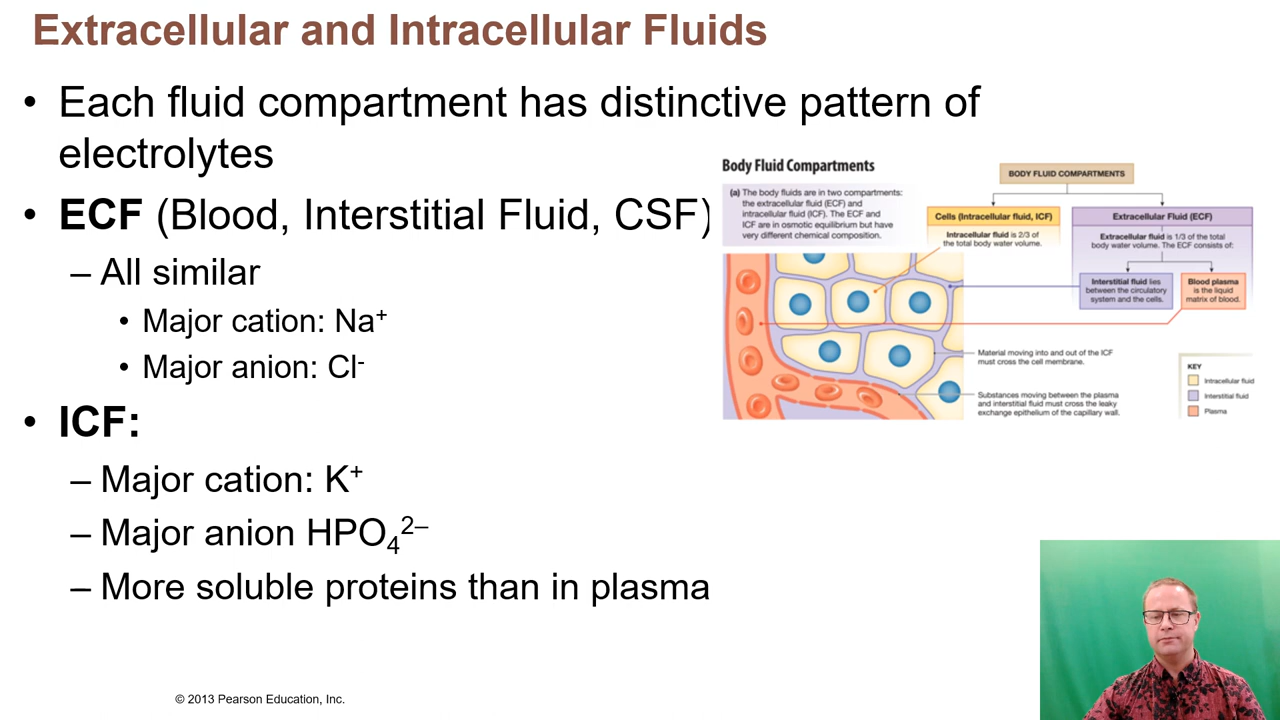 Extracellular and Intracellular Fluids
• Each fluid compartment has distinctive pattern of
electrolytes
• ECF (Blood, Interstitial Fluid, CSF)
– All similar
• Major cation: Na⁺
• Major anion: Cl⁻
• ICF:
– Major cation: K⁺
– Major anion HPO₄²⁻
– More soluble proteins than in plasma
Body Fluid Compartments
(a) The body fluids are in two compartments:
the extracellular fluid (ECF) and
intracellular fluid (ICF). The ECF and
ICF are in osmotic equilibrium but have
very different chemical composition.
BODY FLUID COMPARTMENTS
Cells (Intracellular fluid, ICF)
Intracellular fluid is 2/3 of
the total body water volume.
Extracellular Fluid (ECF)
Extracellular fluid is 1/3 of the total
body water volume. The ECF consists of:
Interstitial fluid lies
between the circulatory
system and the cells.
Blood plasma
is the liquid
matrix of blood.
Material moving into and out of the ICF
must cross the cell membrane.
Substances moving between the plasma
and interstitial fluid must cross the leaky
exchange epithelium of the capillary wall.
KEY
Intracellular fluid
Interstitial fluid
Plasma
© 2013 Pearson Education, Inc.